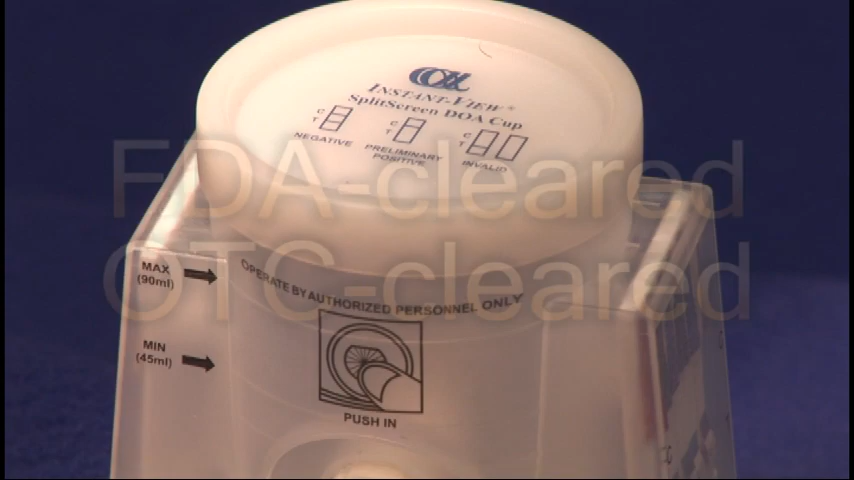 INSTANT-VIEW®
SplitScreen DOA Cup
C
T
NEGATIVE
C
T
PRELIMINARY
POSITIVE
C
T
INVALID
FDA-cleared
OTC-cleared
MAX
(90ml)
OPERATE BY AUTHORIZED PERSONNEL ONLY
MIN
(45ml)
PUSH IN